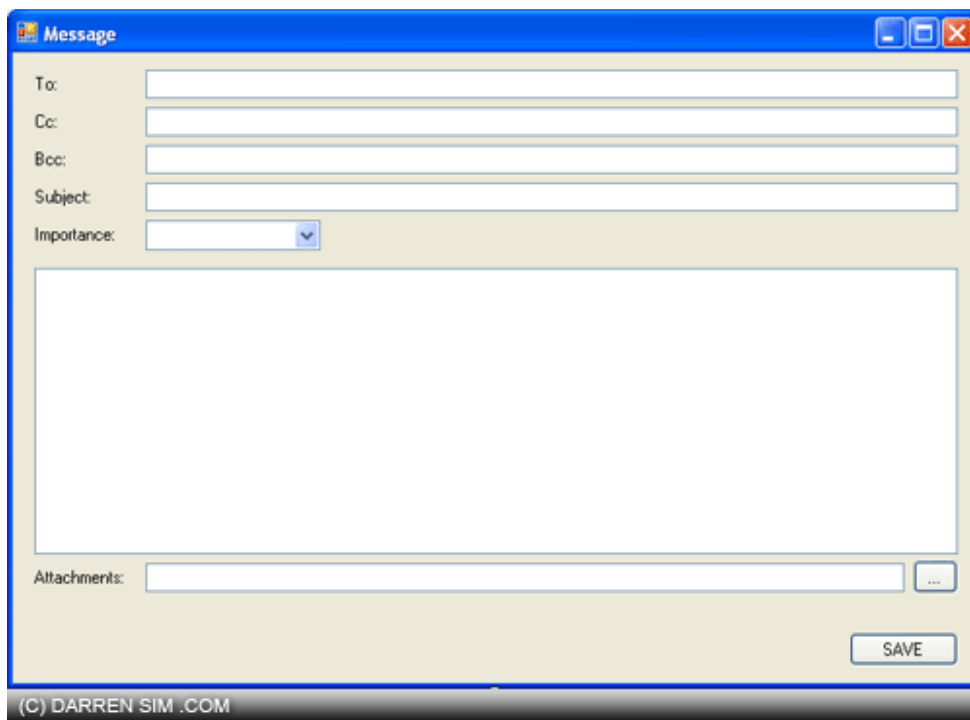 Message
To:
Cc:
Bcc:
Subject:
Importance:
Attachments:
...
SAVE
(C) DARREN SIM .COM